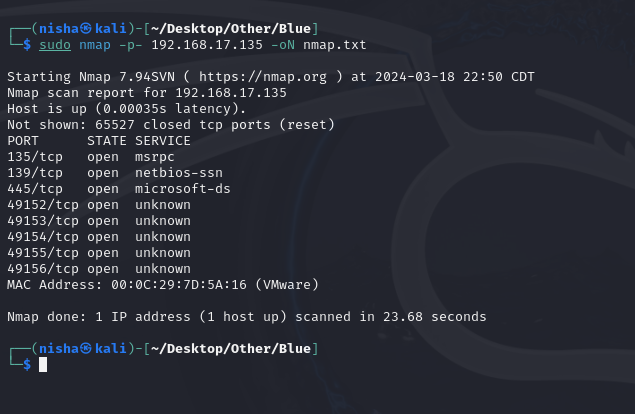 ┌──(nisha㉿kali)-[~/Desktop/Other/Blue]
└─$ sudo nmap -p- 192.168.17.135 -oN nmap.txt
Starting Nmap 7.94SVN ( https://nmap.org ) at 2024-03-18 22:50 CDT
Nmap scan report for 192.168.17.135
Host is up (0.00035s latency).
Not shown: 65527 closed tcp ports (reset)
PORT      STATE SERVICE
135/tcp   open  msrpc
139/tcp   open  netbios-ssn
445/tcp   open  microsoft-ds
49152/tcp open  unknown
49153/tcp open  unknown
49154/tcp open  unknown
49155/tcp open  unknown
49156/tcp open  unknown
MAC Address: 00:0C:29:7D:5A:16 (VMware)
Nmap done: 1 IP address (1 host up) scanned in 23.68 seconds
┌──(nisha㉿kali)-[~/Desktop/Other/Blue]
└─$